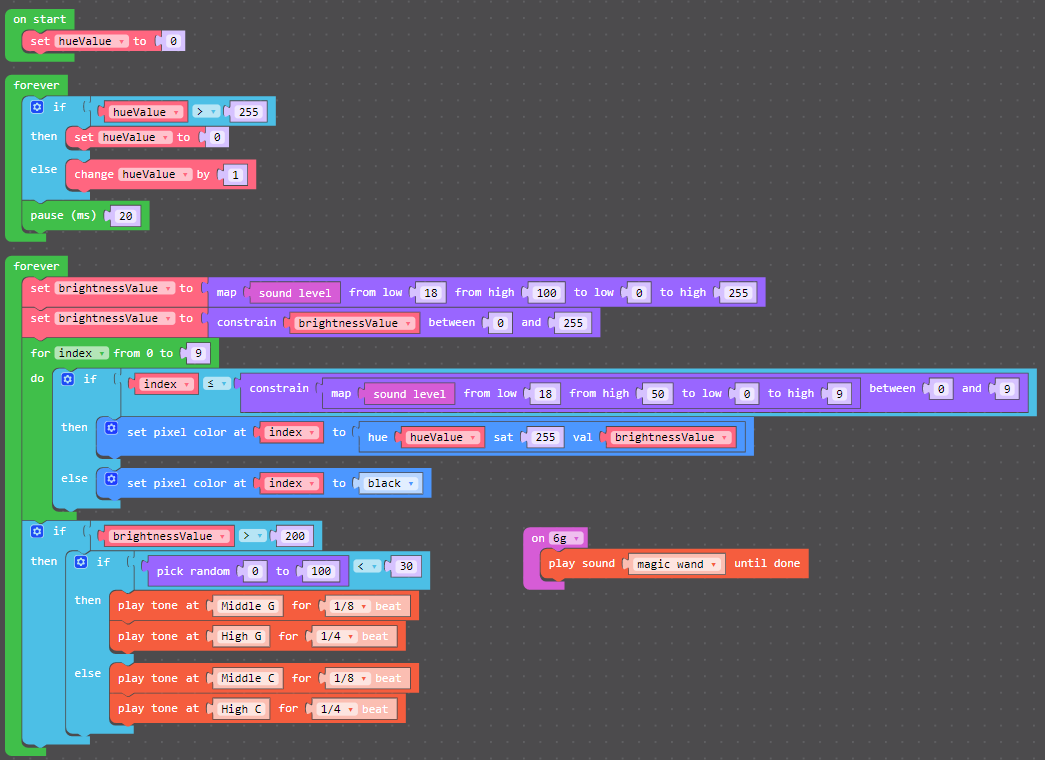 on start
set hueValue to 0
forever
if hueValue > 255
then set hueValue to 0
else change hueValue by 1
pause (ms) 20
forever
set brightnessValue to map sound level from low 18 from high 100 to low 0 to high 255
set brightnessValue to constrain brightnessValue between 0 and 255
for index from 0 to 9
do if index ≤ constrain map sound level from low 18 from high 50 to low 0 to high 9 between 0 and 9
then set pixel color at index to hue hueValue sat 255 val brightnessValue
else set pixel color at index to black
if brightnessValue > 200
then if pick random 0 to 100 < 30
then play tone at Middle G for 1/8 beat
play tone at High G for 1/4 beat
else play tone at Middle C for 1/8 beat
play tone at High C for 1/4 beat
on 6g
play sound magic wand until done